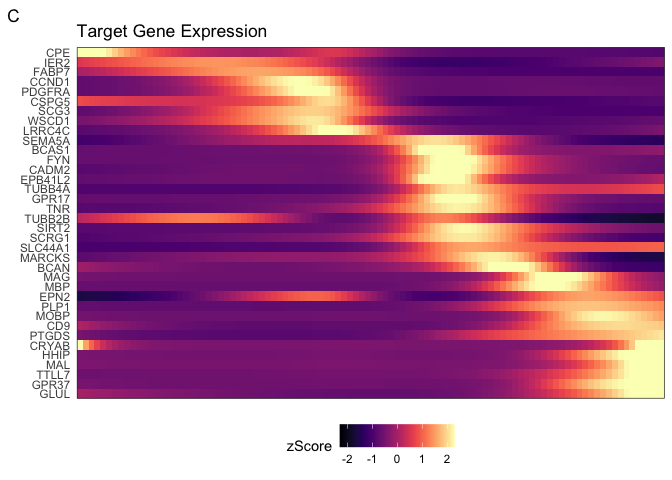 C
Target Gene Expression
CPE
IER2
FABP7
CCND1
PDGFRA
CSPG5
SCG3
WSCD1
LRRC4C
SEMA5A
BCAS1
FYN
CADM2
EPB41L2
TUBB4A
GPR17
TNR
TUBB2B
SIRT2
SCRG1
SLC44A1
MARCKS
BCAN
MAG
MBP
EPN2
PLP1
MOBP
CD9
PTGDS
CRYAB
HHIP
MAL
TTLL7
GPR37
GLUL
zScore
-2 -1 0 1 2